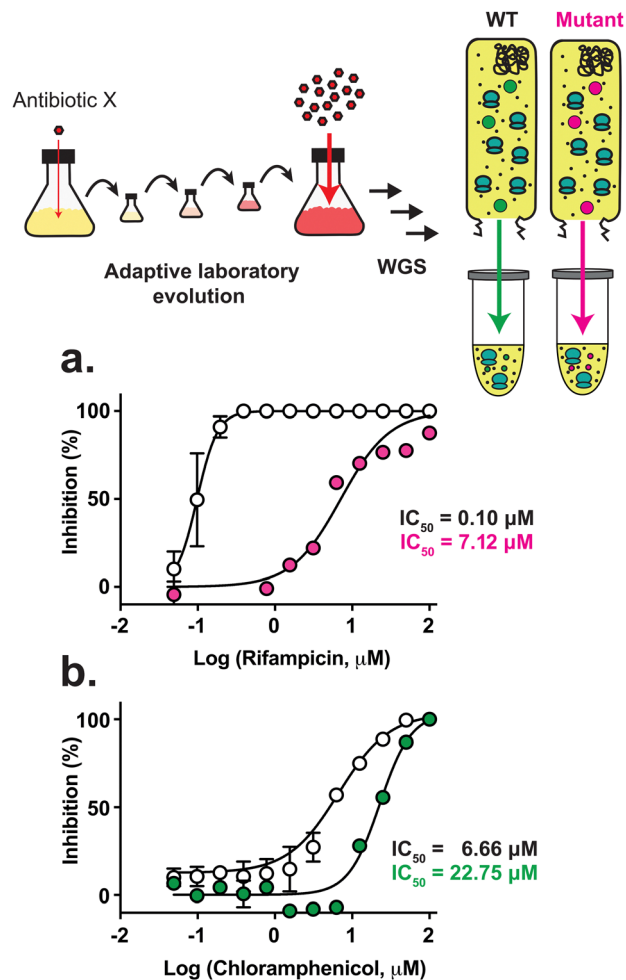 WT
Mutant
Antibiotic X
Adaptive laboratory
evolution
WGS
a.
100
50
0
Inhibition (%)
IC₅₀ = 0.10 µM
IC₅₀ = 7.12 µM
-2 -1 0 1 2
Log (Rifampicin, µM)
b.
100
50
0
Inhibition (%)
IC₅₀ = 6.66 µM
IC₅₀ = 22.75 µM
-2 -1 0 1 2
Log (Chloramphenicol, µM)